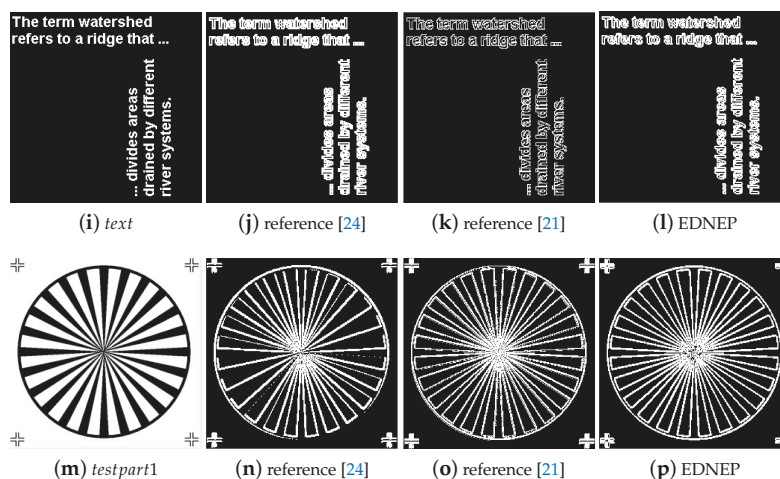 The term watershed
refers to a ridge that ...
... divides areas
drained by different
river systems.
The term watershed
refers to a ridge that ...
... divides areas
drained by different
river systems.
The term watershed
refers to a ridge that ...
... divides areas
drained by different
river systems.
The term watershed
refers to a ridge that ...
... divides areas
drained by different
river systems.
(i) text
(j) reference [24]
(k) reference [21]
(l) EDNEP
(m) testpart1
(n) reference [24]
(o) reference [21]
(p) EDNEP